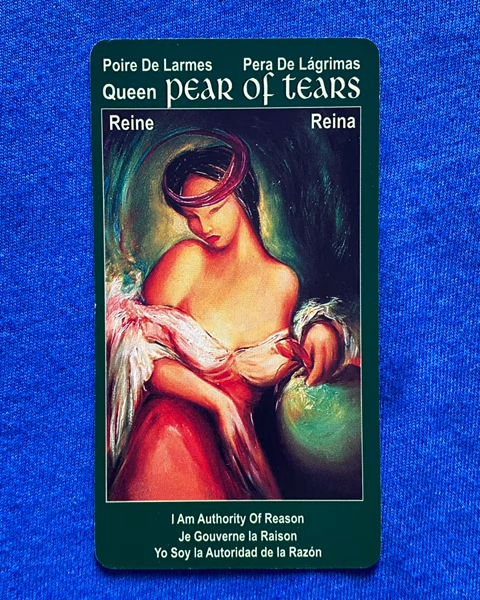 Poire De Larmes Pera De Lágrimas
Queen PEAR OF TEARS
Reine Reina
I Am Authority Of Reason
Je Gouverne la Raison
Yo Soy la Autoridad de la Razón